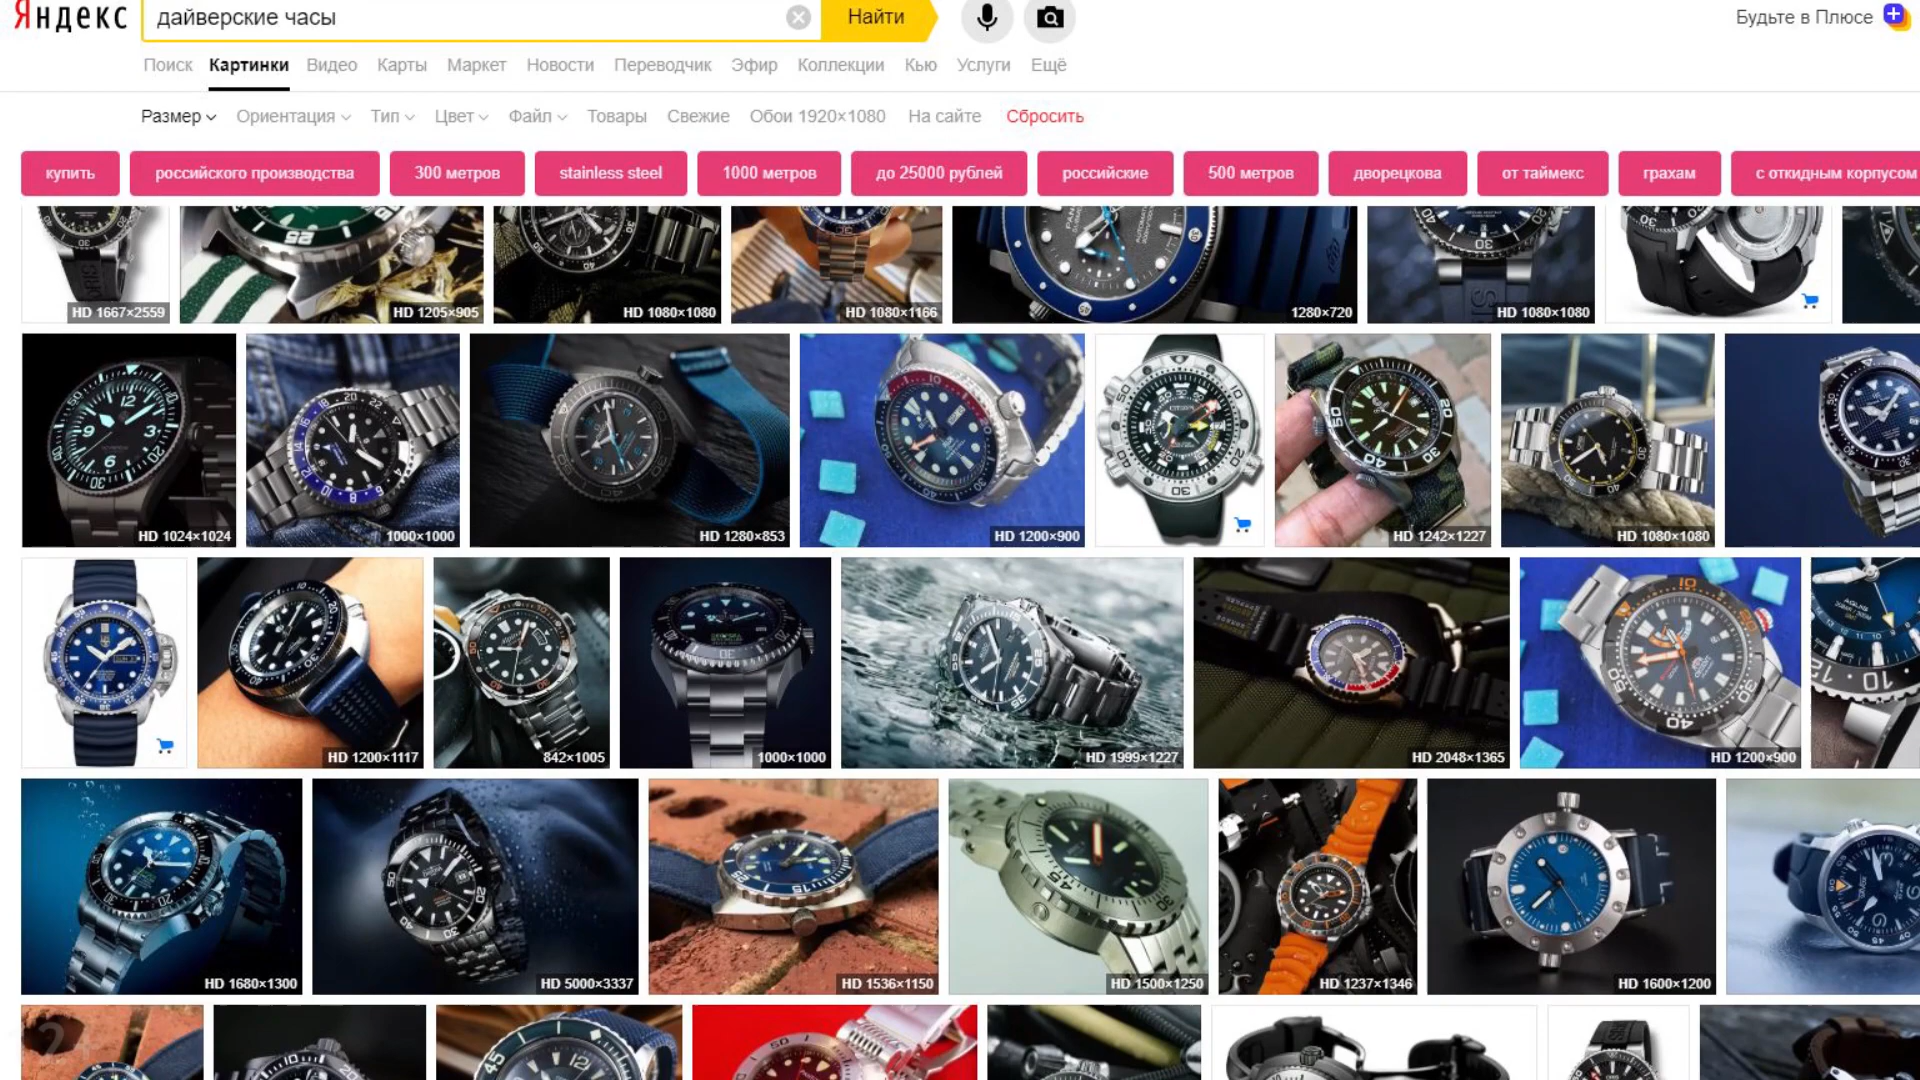 Яндекс
дайверские часы
Найти
Будьте в Плюсе
Поиск Картинки Видео Карты Маркет Новости Переводчик Эфир Коллекции Кью Услуги Ещё
Размер Ориентация Тип Цвет Файл Товары Свежие Обои 1920×1080 На сайте Сбросить
купить российского производства 300 метров stainless steel 1000 метров до 25000 рублей российские 500 метров дворецкова от таймекс грахам с откидным корпусом
HD 1667×2559 HD 1205×905 HD 1080×1080 HD 1080×1166 1280×720 HD 1080×1080
HD 1024×1024 1000×1000 HD 1280×853 HD 1200×900 HD 1242×1227 HD 1080×1080
HD 1200×1117 842×1005 1000×1000 HD 1999×1227 HD 2048×1365 HD 1200×900
HD 1680×1300 HD 5000×3337 HD 1536×1150 HD 1500×1250 HD 1237×1346 HD 1600×1200